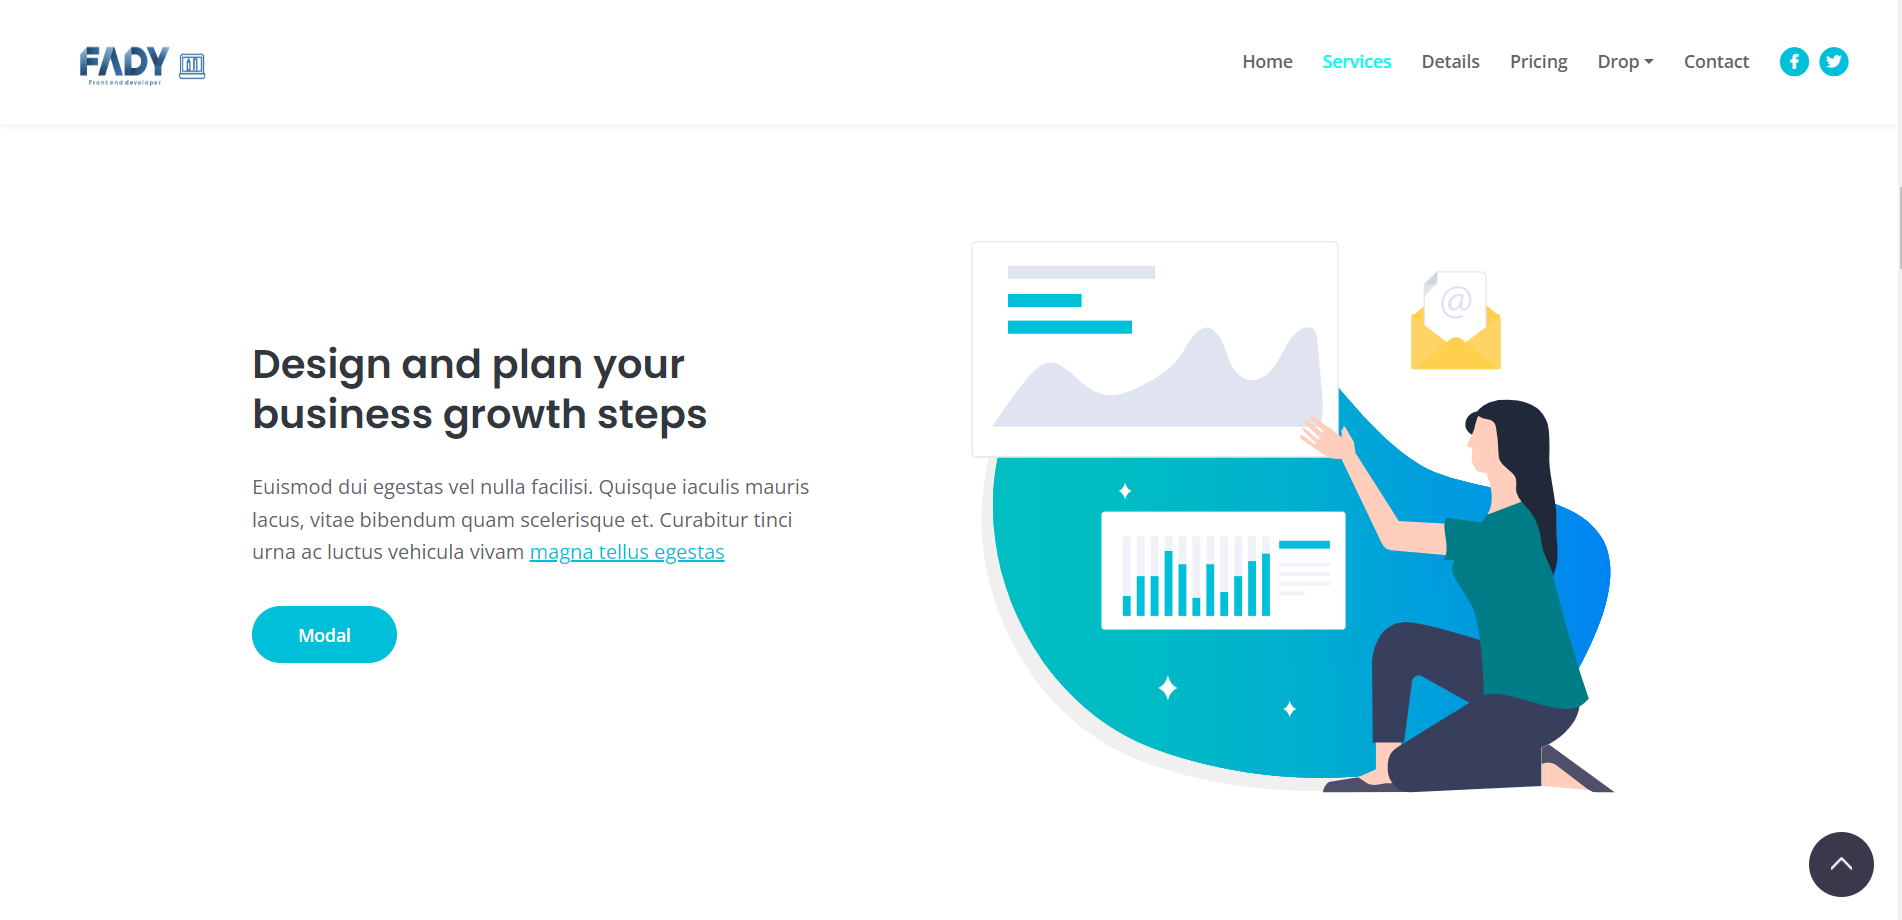 FADY
Frontend developer
Home Services Details Pricing Drop Contact
Design and plan your
business growth steps
Euismod dui egestas vel nulla facilisi. Quisque iaculis mauris
lacus, vitae bibendum quam scelerisque et. Curabitur tinci
urna ac luctus vehicula vivam magna tellus egestas
Modal
@